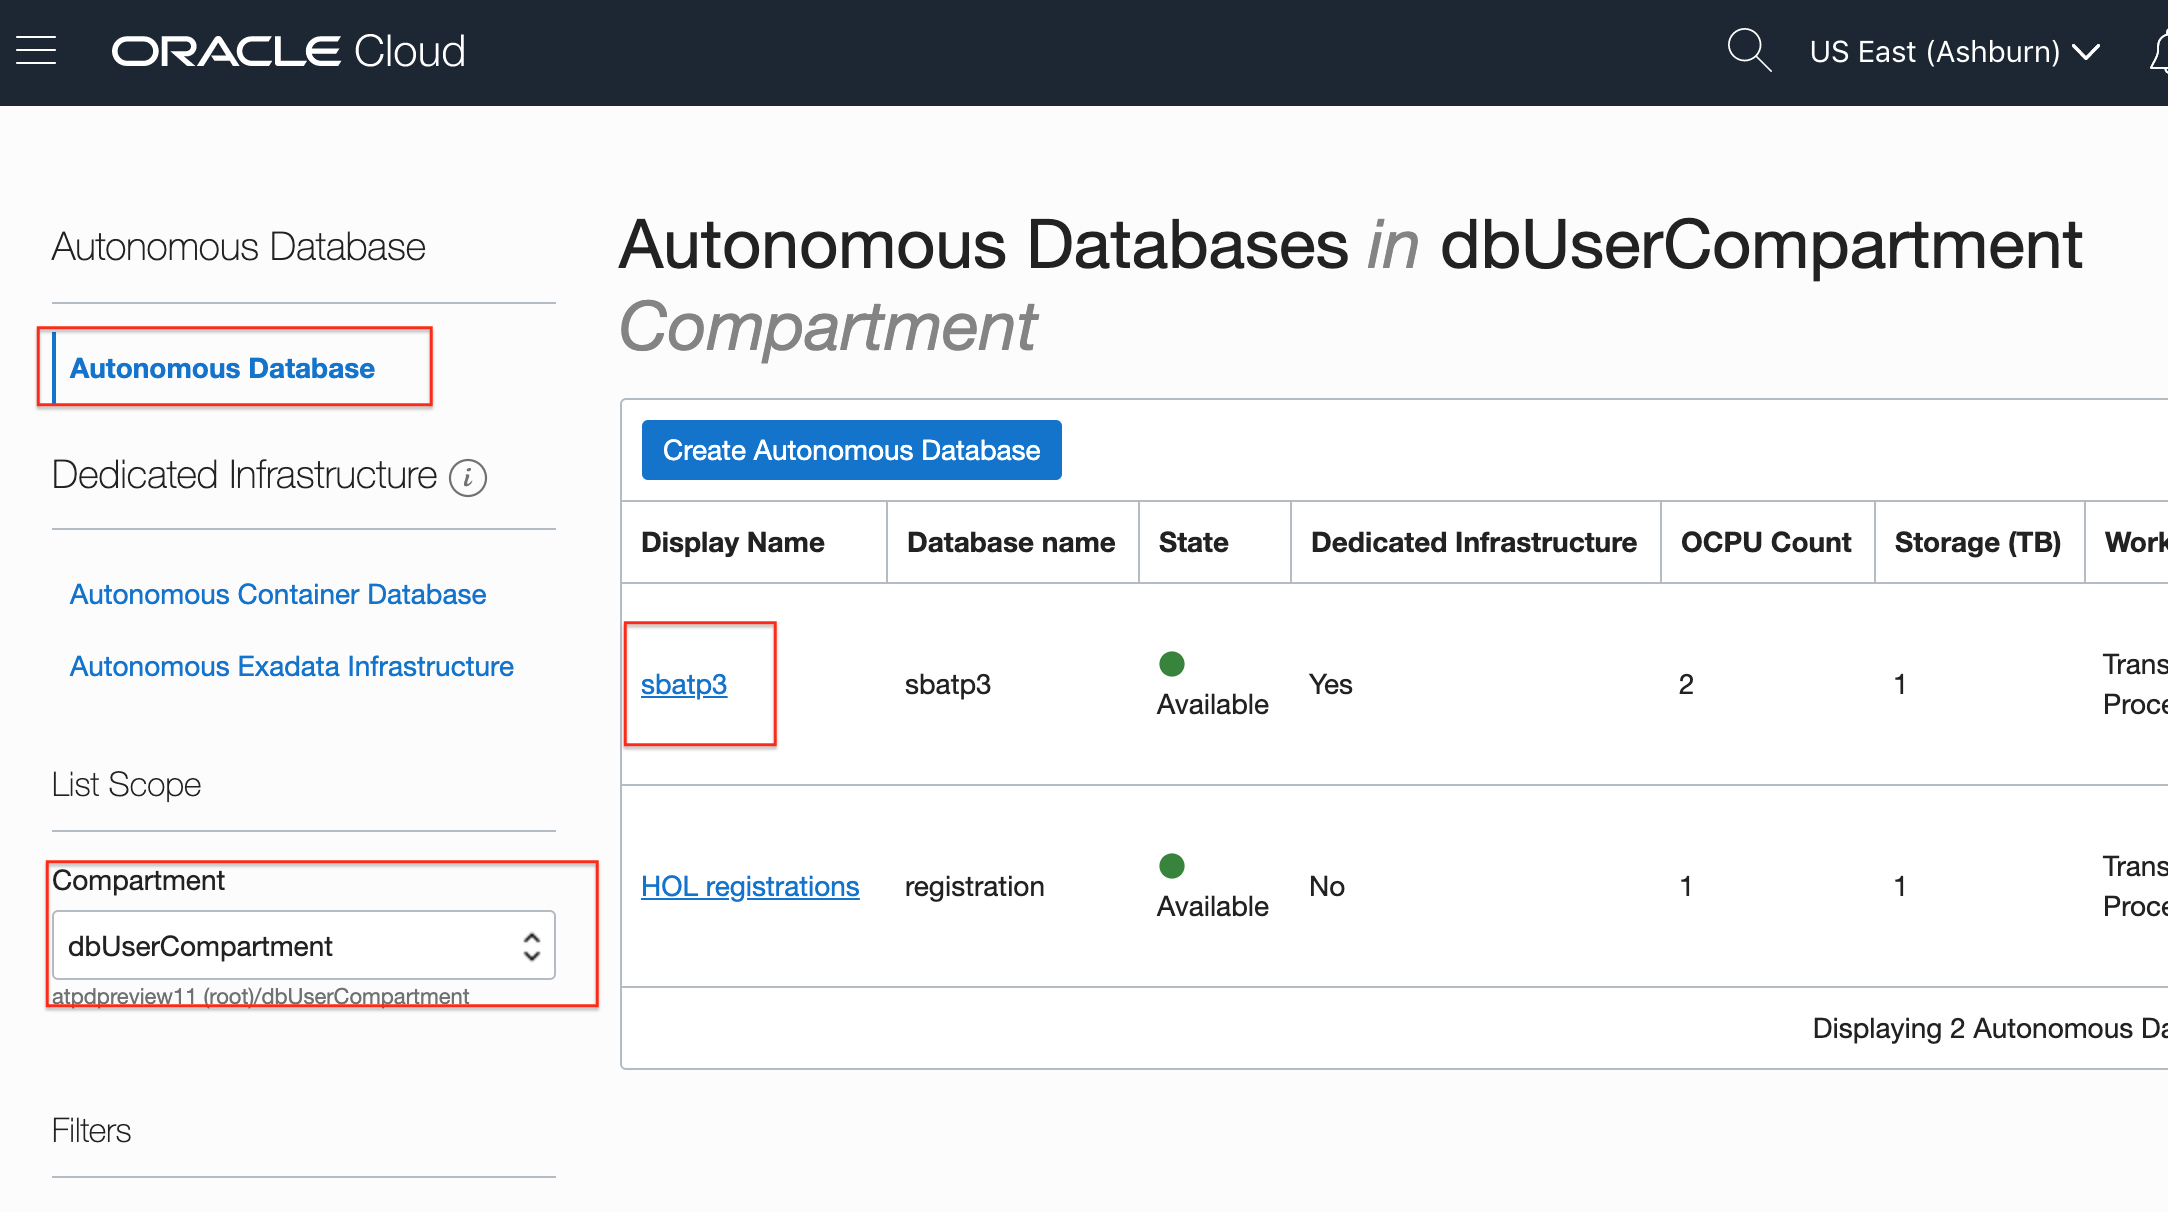 ORACLE Cloud
US East (Ashburn)
Autonomous Database
Autonomous Database
Dedicated Infrastructure i
Autonomous Container Database
Autonomous Exadata Infrastructure
List Scope
Compartment
dbUserCompartment
atpdpreview11 (root)/dbUserCompartment
Filters
Autonomous Databases in dbUserCompartment
Compartment
Create Autonomous Database
Display Name Database name State Dedicated Infrastructure OCPU Count Storage (TB) Work
sbatp3 sbatp3 Available Yes 2 1 Trans
Proce
HOL registrations registration Available No 1 1 Trans
Proce
Displaying 2 Autonomous Da